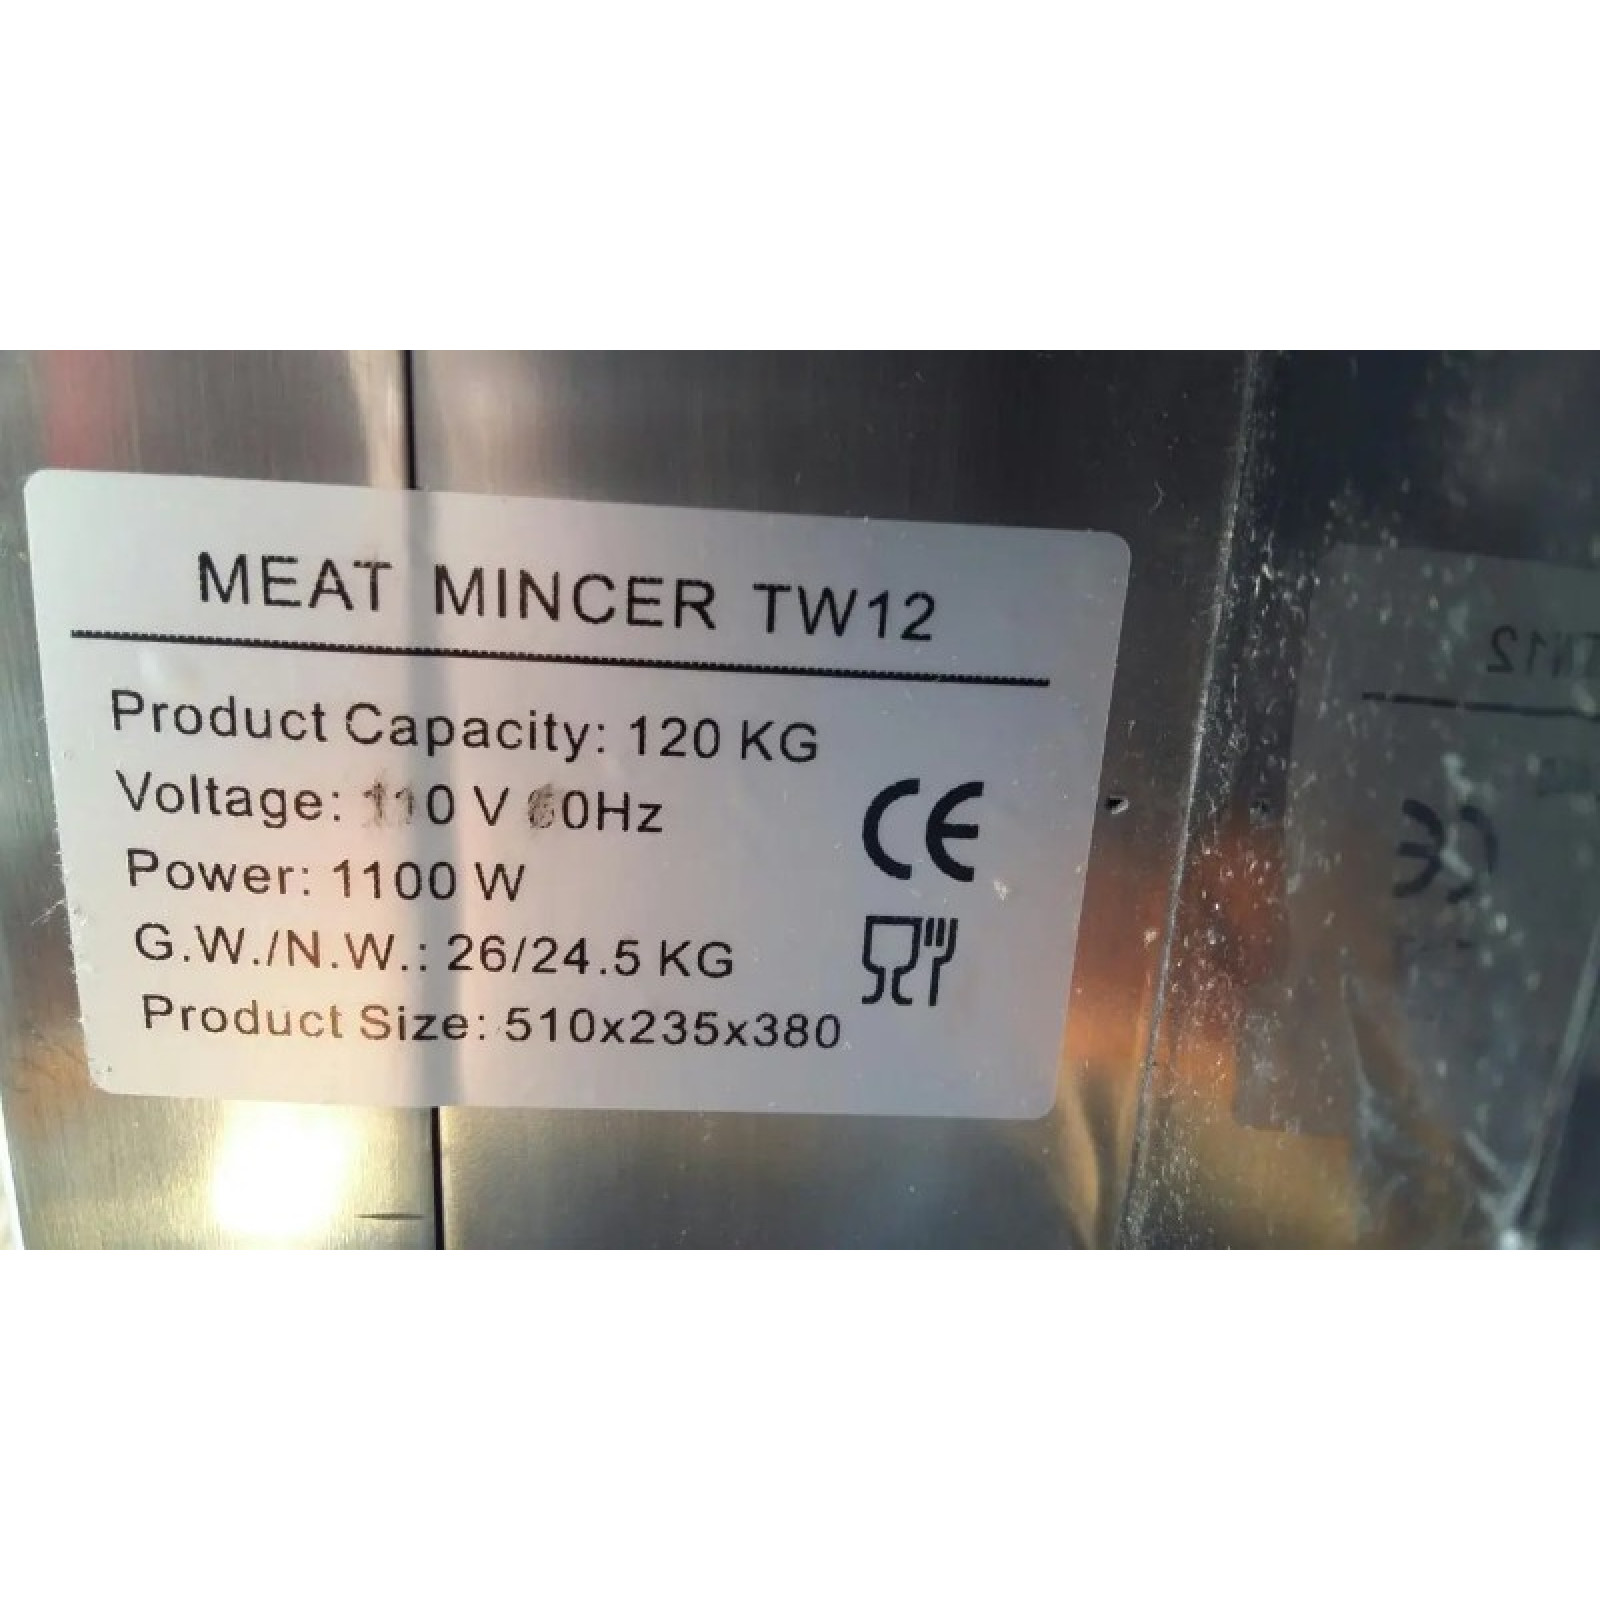 MEAT MINCER TW12
Product Capacity: 120 KG
Voltage: 110 V 60Hz
Power: 1100 W
G.W./N.W.: 26/24.5 KG
Product Size: 510x235x380
CE